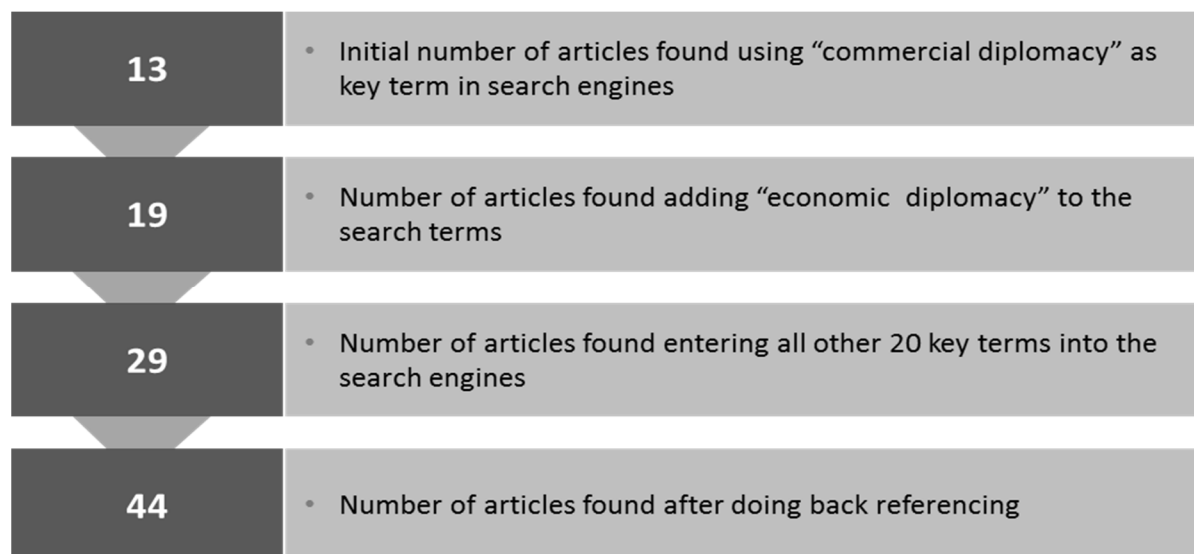 13
• Initial number of articles found using “commercial diplomacy” as
key term in search engines
19
• Number of articles found adding “economic  diplomacy” to the
search terms
29
• Number of articles found entering all other 20 key terms into the
search engines
44
• Number of articles found after doing back referencing